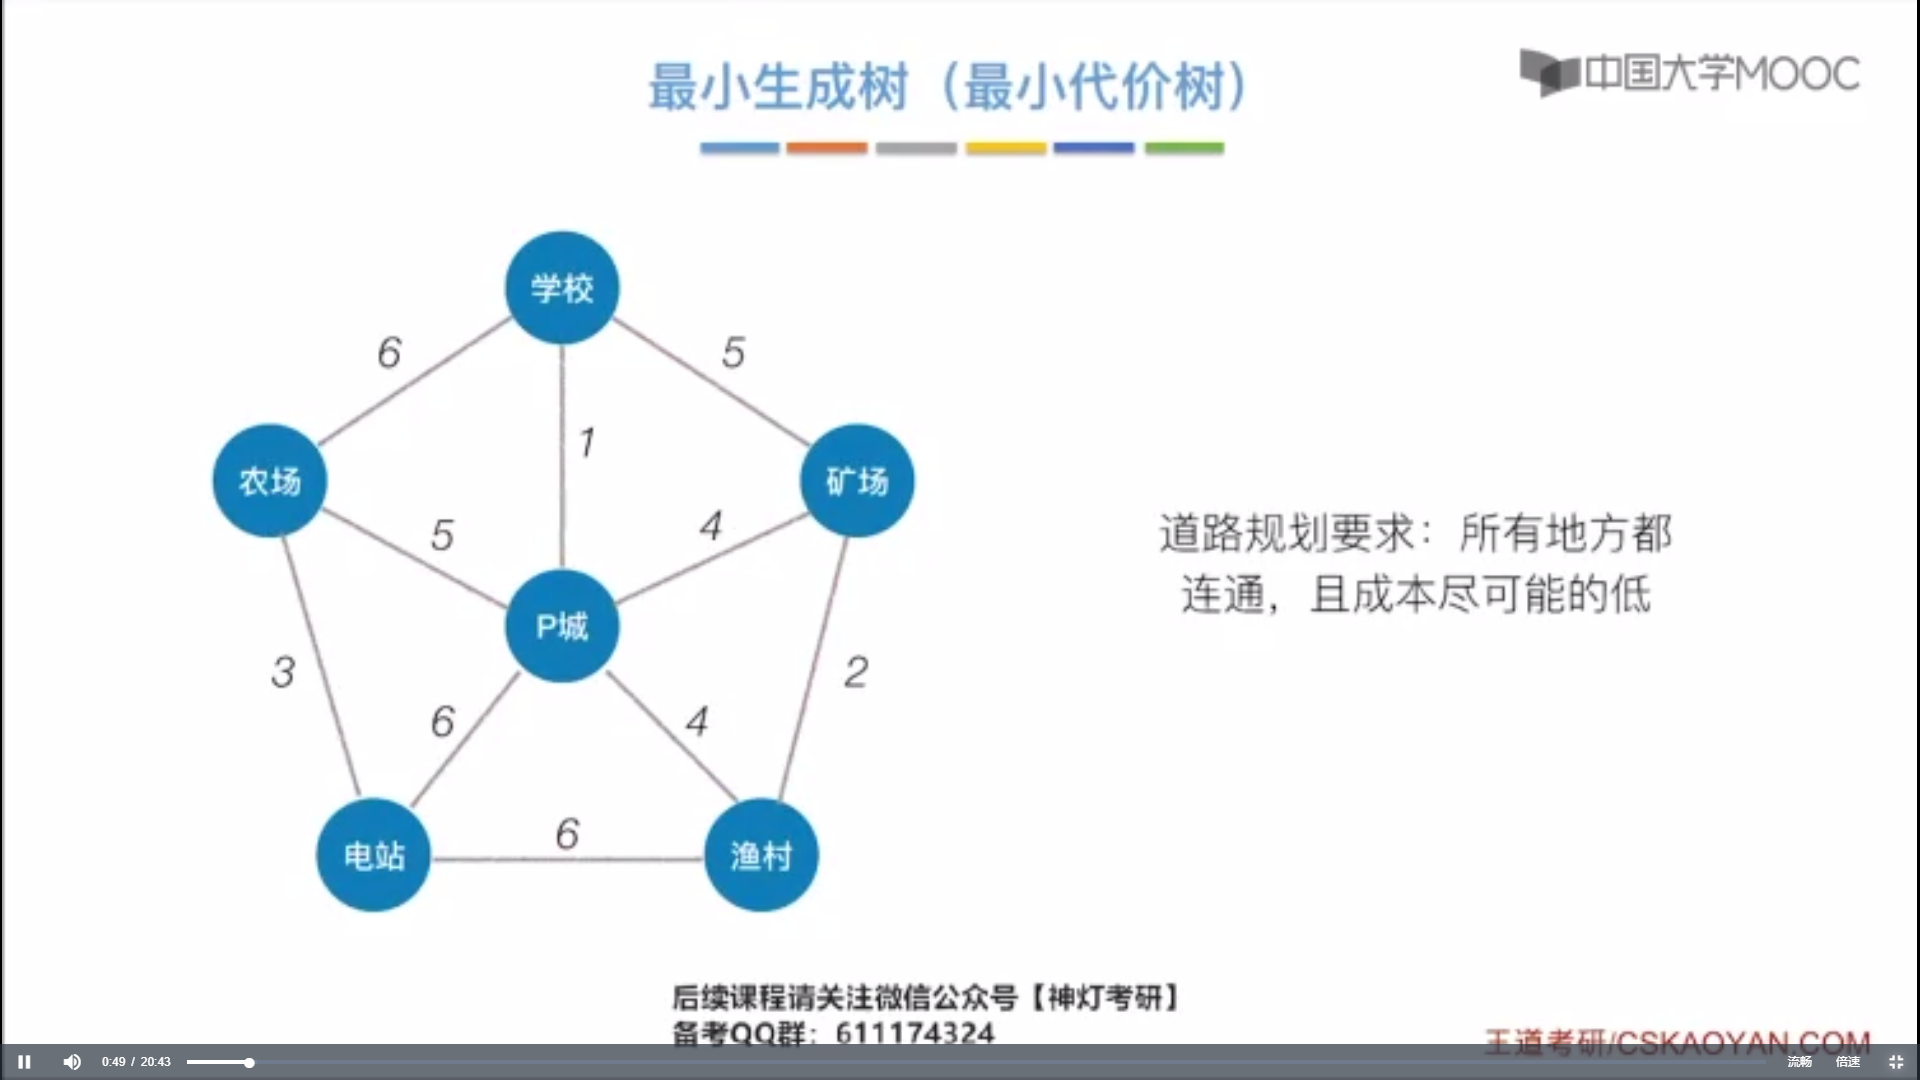 最小生成树（最小代价树）
中国大学MOOC
学校
6
5
1
农场
矿场
5
4
道路规划要求：所有地方都
连通，且成本尽可能的低
P城
3
2
6
4
6
电站
渔村
后续课程请关注微信公众号【神灯考研】
备考QQ群：611174324
王道考研/CSKAOYAN.COM
0:49 / 20:43
流畅
倍速